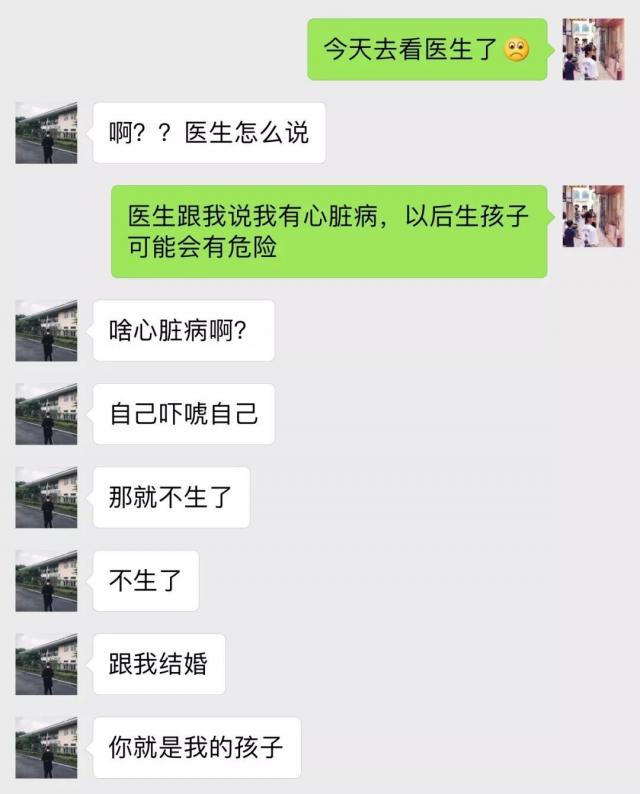 今天去看医生了
啊？？医生怎么说
医生跟我说我有心脏病，以后生孩子
可能会有危险
啥心脏病啊？
自己吓唬自己
那就不生了
不生了
跟我结婚
你就是我的孩子